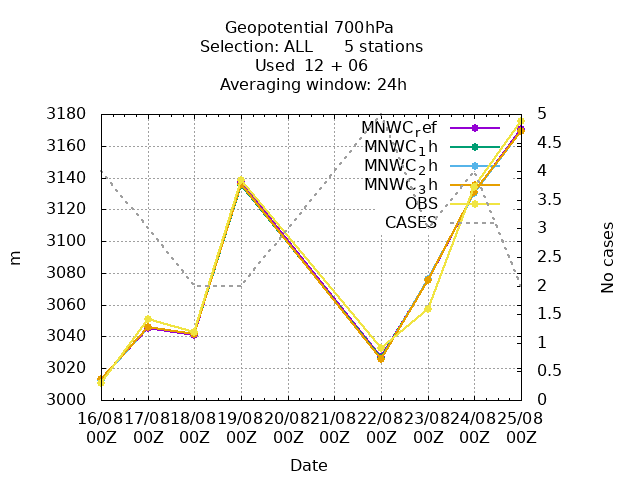 Geopotential 700hPa
Selection: ALL      5 stations
Used  12 + 06
Averaging window: 24h
3180
3160
3140
3120
3100
3080
3060
3040
3020
3000
m
5
4.5
4
3.5
3
2.5
2
1.5
1
0.5
0
No cases
MNWC_ref
MNWC_1h
MNWC_2h
MNWC_3h
OBS
CASES
16/08 17/08 18/08 19/08 20/08 21/08 22/08 23/08 24/08 25/08
00Z 00Z 00Z 00Z 00Z 00Z 00Z 00Z 00Z 00Z
Date